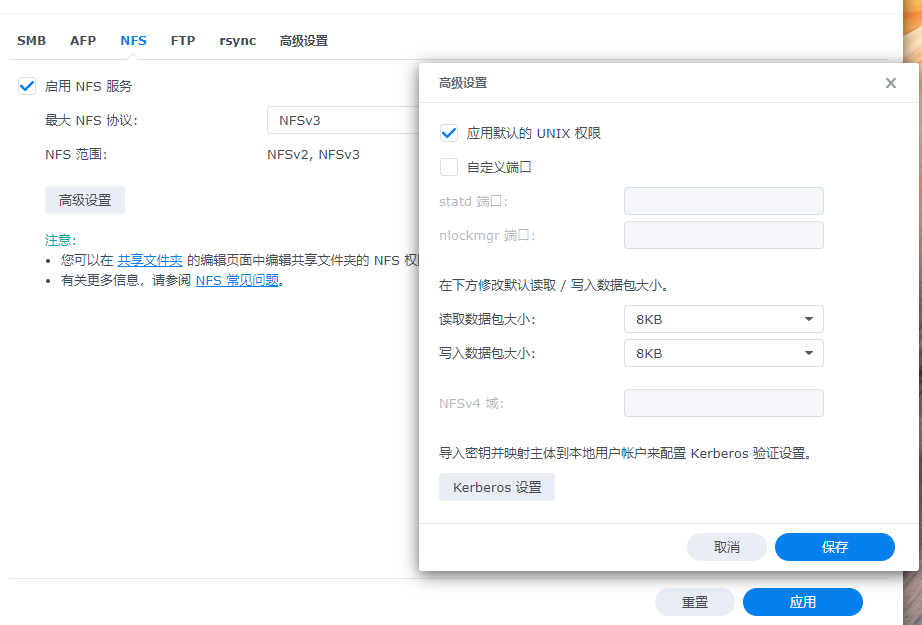 SMB AFP NFS FTP rsync 高级设置
启用 NFS 服务
最大 NFS 协议: NFSv3
NFS 范围: NFSv2, NFSv3
高级设置
注意:
您可以在 共享文件夹 的编辑页面中编辑共享文件夹的 NFS 权
有关更多信息，请参阅 NFS 常见问题。
重置 应用
高级设置
应用默认的 UNIX 权限
自定义端口
statd 端口:
nlockmgr 端口:
在下方修改默认读取 / 写入数据包大小。
读取数据包大小: 8KB
写入数据包大小: 8KB
NFSv4 域:
导入密钥并映射主体到本地用户帐户来配置 Kerberos 验证设置。
Kerberos 设置
取消 保存